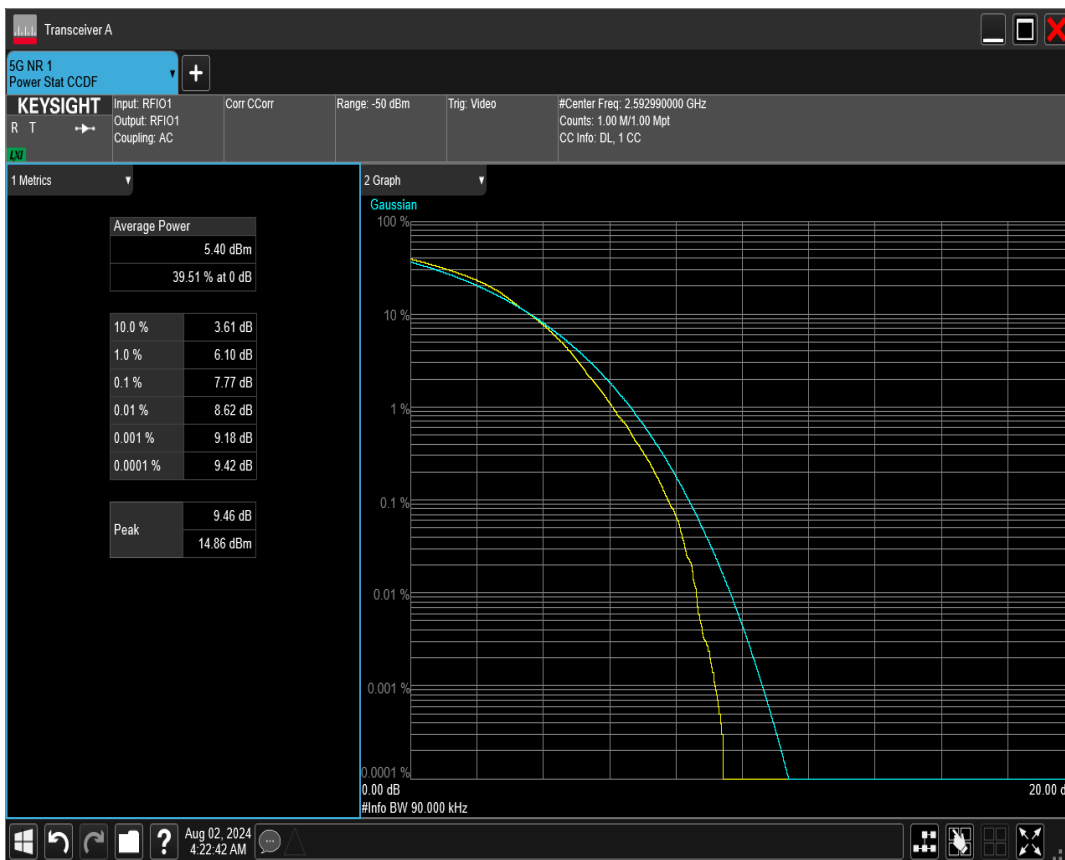 Transceiver A
5G NR 1
Power Stat CCDF
+
KEYSIGHT
R T
LXI
Input: RFIO1
Output: RFIO1
Coupling: AC
Corr CCorr
Range: -50 dBm
Trig: Video
#Center Freq: 2.592990000 GHz
Counts: 1.00 M/1.00 Mpt
CC Info: DL, 1 CC
1 Metrics
Average Power
5.40 dBm
39.51 % at 0 dB
10.0 % 3.61 dB
1.0 % 6.10 dB
0.1 % 7.77 dB
0.01 % 8.62 dB
0.001 % 9.18 dB
0.0001 % 9.42 dB
Peak
9.46 dB
14.86 dBm
2 Graph
Gaussian
100 %
10 %
1 %
0.1 %
0.01 %
0.001 %
0.0001 %
0.00 dB
20.00 d
#Info BW 90.000 kHz
?
Aug 02, 2024
4:22:42 AM